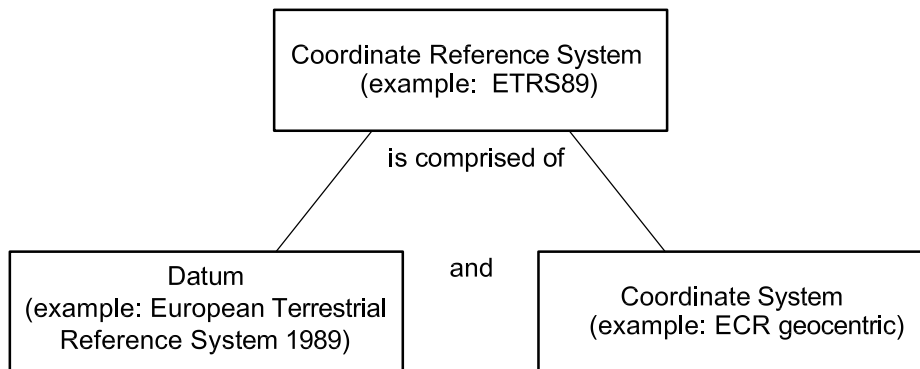 Coordinate Reference System
(example: ETRS89)
is comprised of
Datum
(example: European Terrestrial
Reference System 1989)
and
Coordinate System
(example: ECR geocentric)